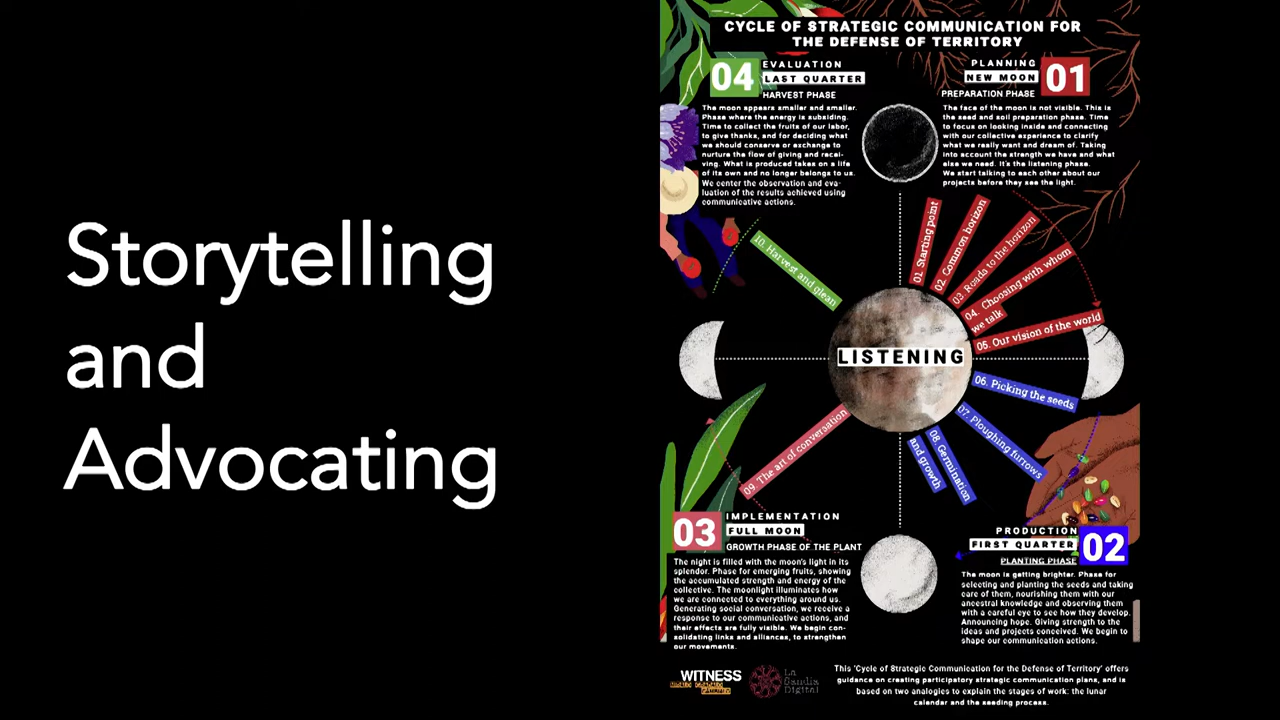 Storytelling
and
Advocating
CYCLE OF STRATEGIC COMMUNICATION FOR
THE DEFENSE OF TERRITORY
04
EVALUATION
LAST QUARTER
HARVEST PHASE
The moon appears smaller and smaller.
Phase where the energy is subsiding.
Time to collect the fruits of our labor,
to give thanks, and for deciding what
we should conserve or exchange to
nurture the flow of giving and recei-
ving. What is produced takes on a life
of its own and no longer belongs to us.
We center the observation and eva-
luation of the results achieved using
communicative actions.
PLANNING
NEW MOON
PREPARATION PHASE
01
The face of the moon is not visible. This is
the seed and soil preparation phase. Time
to focus on looking inside and connecting
with our collective experience to clarify
what we really want and dream of. Taking
into account the strength we have and what
else we need. It's the listening phase.
We start talking to each other about our
projects before they see the light.
01. Starting point
02. Common horizon
03. Roads to the horizon
04. Choosing with whom
we talk
05. Our vision of the world
LISTENING
06. Picking the seeds
07. Ploughing furrows
08. Germination
and growth
09. The art of conversation
10. Harvest and glean
03
IMPLEMENTATION
FULL MOON
GROWTH PHASE OF THE PLANT
The night is filled with the moon's light in its
splendor. Phase for emerging fruits, showing
the accumulated strength and energy of the
collective. The moonlight illuminates how
we are connected to everything around us.
Generating social conversation, we receive a
response to our communicative actions, and
their effects are fully visible. We begin con-
solidating links and alliances, to strengthen
our movements.
PRODUCTION
FIRST QUARTER
PLANTING PHASE
02
The moon is getting brighter. Phase for
selecting and planting the seeds and taking
care of them, nourishing them with our
ancestral knowledge and observing them
with a careful eye to see how they develop.
Announcing hope. Giving strength to the
ideas and projects conceived. We begin to
shape our communication actions.
WITNESS
La
Sandía
Digital
This 'Cycle of Strategic Communication for the Defense of Territory' offers
guidance on creating participatory strategic communication plans, and is
based on two analogies to explain the stages of work: the lunar
calendar and the seeding process.